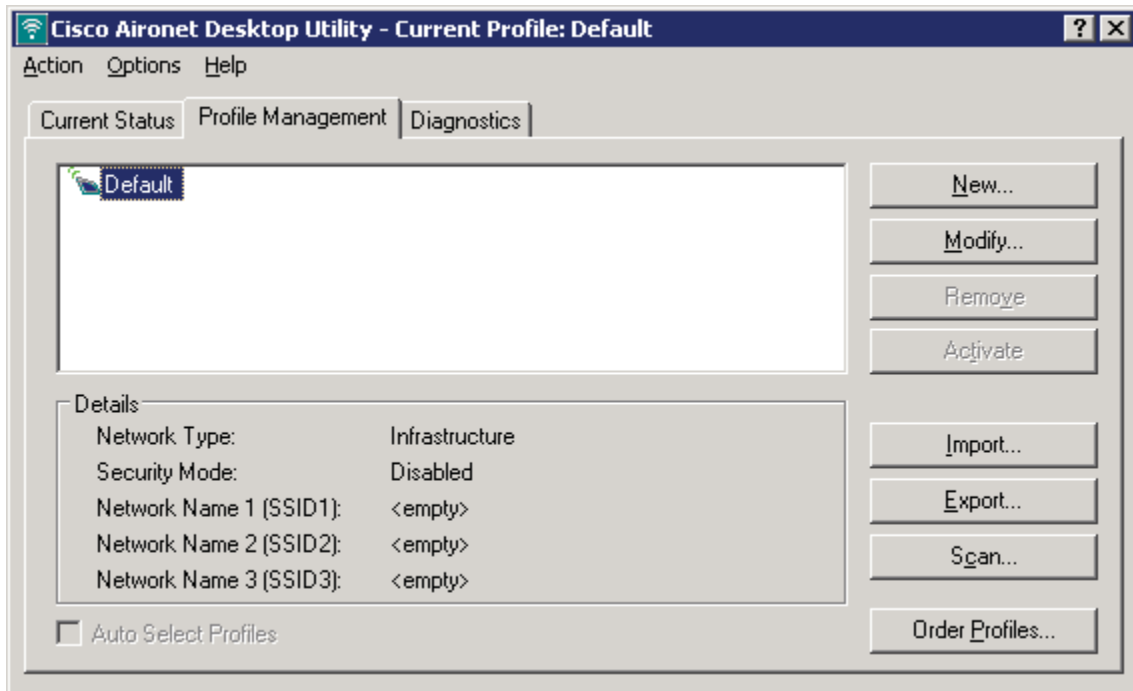 Cisco Aironet Desktop Utility - Current Profile: Default
Action Options Help
Current Status Profile Management Diagnostics
Default
New...
Modify...
Remove
Activate
Details
Network Type: Infrastructure
Security Mode: Disabled
Network Name 1 (SSID1): <empty>
Network Name 2 (SSID2): <empty>
Network Name 3 (SSID3): <empty>
Import...
Export...
Scan...
Auto Select Profiles
Order Profiles...